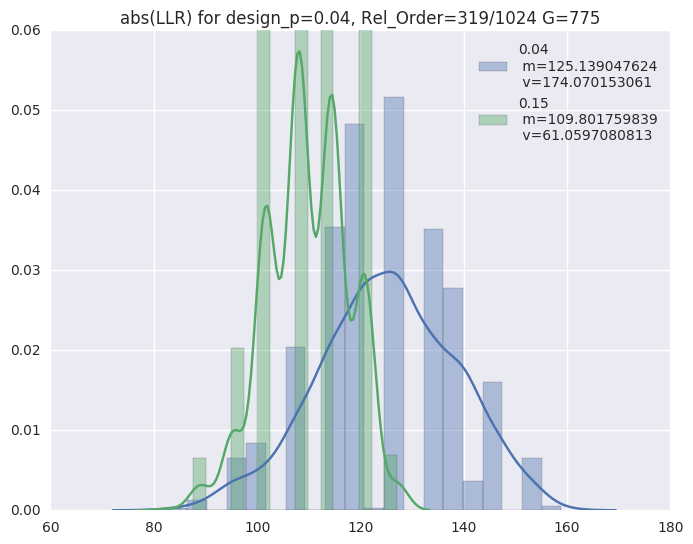 abs(LLR) for design_p=0.04, Rel_Order=319/1024 G=775
0.04
m=125.139047624
v=174.070153061
0.15
m=109.801759839
v=61.0597080813
0.06
0.05
0.04
0.03
0.02
0.01
0.00
60 80 100 120 140 160 180